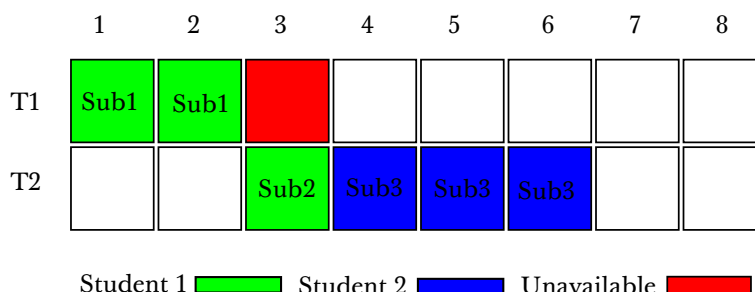 1 2 3 4 5 6 7 8
T1 Sub1 Sub1
T2 Sub2 Sub3 Sub3 Sub3
Student 1 Student 2 Unavailable